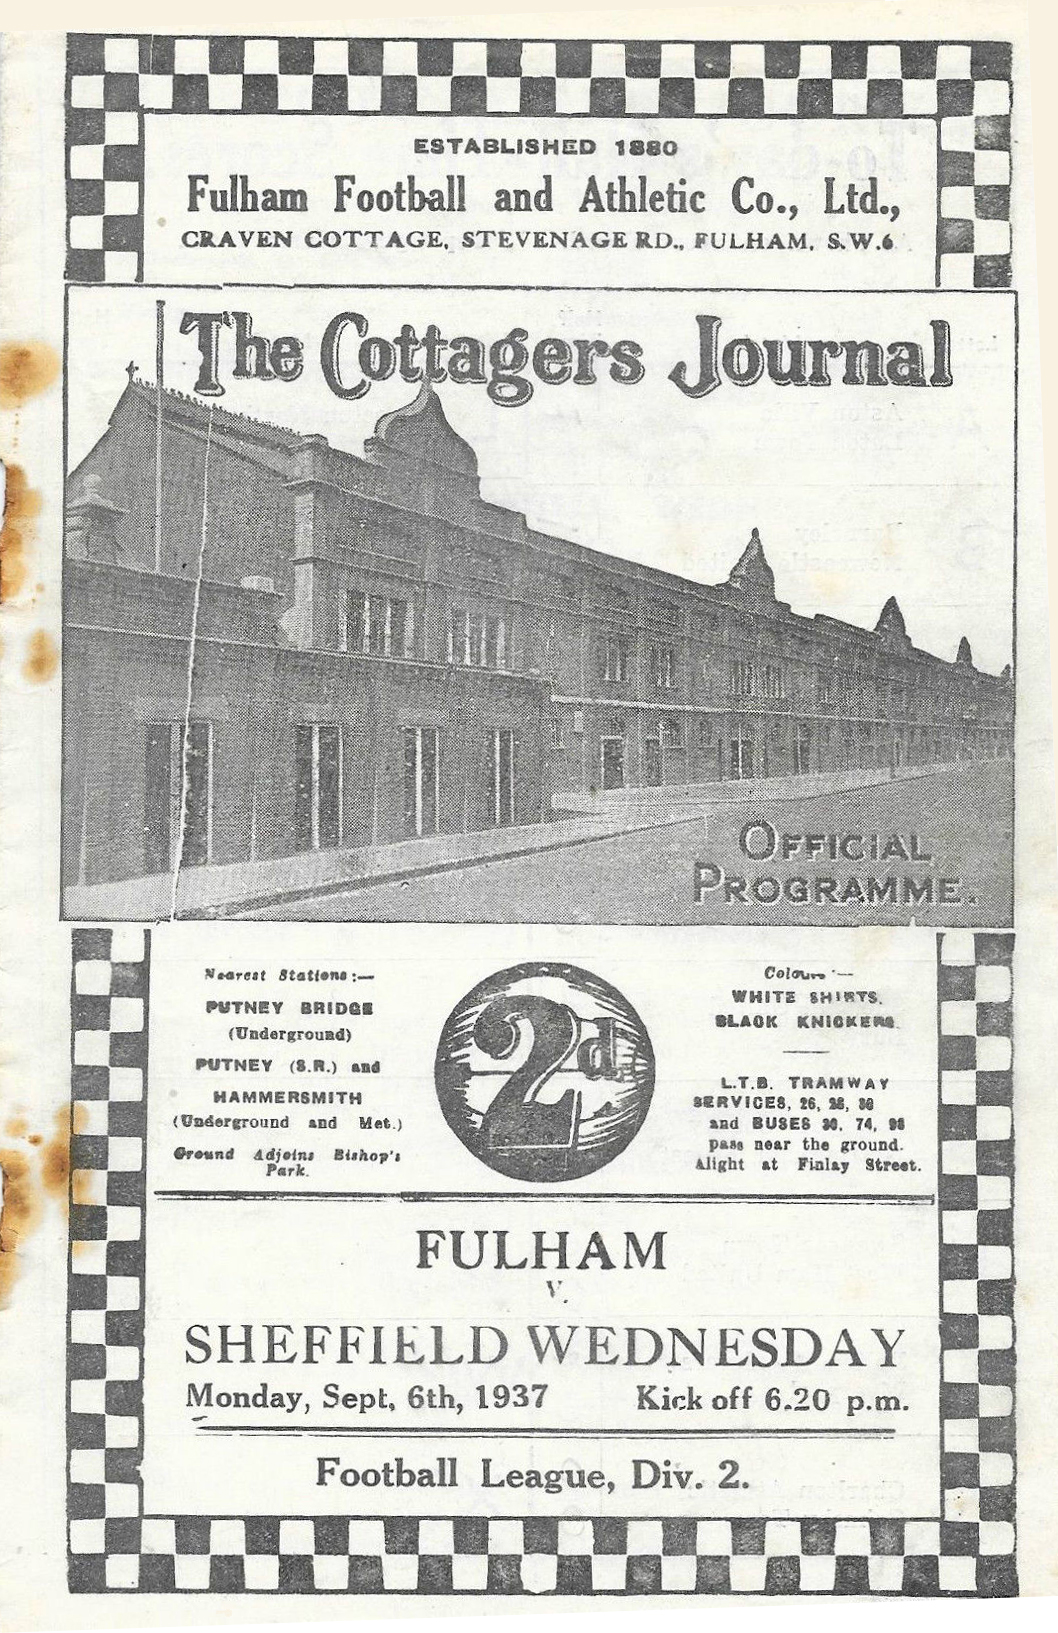 ESTABLISHED 1880
Fulham Football and Athletic Co., Ltd.,
CRAVEN COTTAGE, STEVENAGE RD., FULHAM, S.W.6
The Cottagers Journal
OFFICIAL
PROGRAMME.
Nearest Stations :—
PUTNEY BRIDGE
(Underground)
PUTNEY (S.R.) and
HAMMERSMITH
(Underground and Met.)
Ground Adjoins Bishop's
Park.
2d
Colours :—
WHITE SHIRTS.
BLACK KNICKERS.
L.T.B. TRAMWAY
SERVICES, 26,
and BUSES 74,
pass near the ground.
Alight at Finlay Street.
FULHAM
v.
SHEFFIELD WEDNESDAY
Monday, Sept. 6th, 1937 Kick off 6.20 p.m.
Football League, Div. 2.